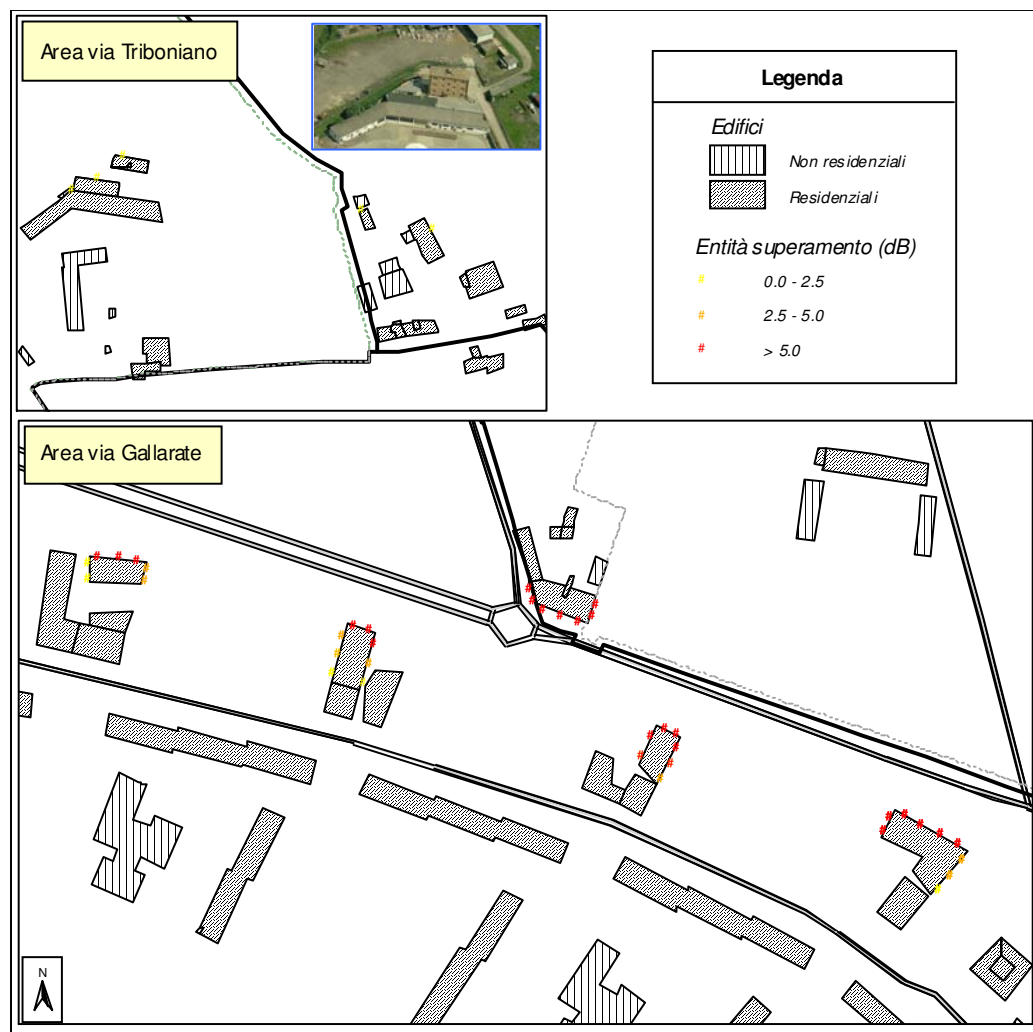 Area via Triboniano
Legenda
Edifici
Non residenziali
Residenziali
Entità superamento (dB)
# 0.0 - 2.5
# 2.5 - 5.0
# > 5.0
Area via Gallarate
N